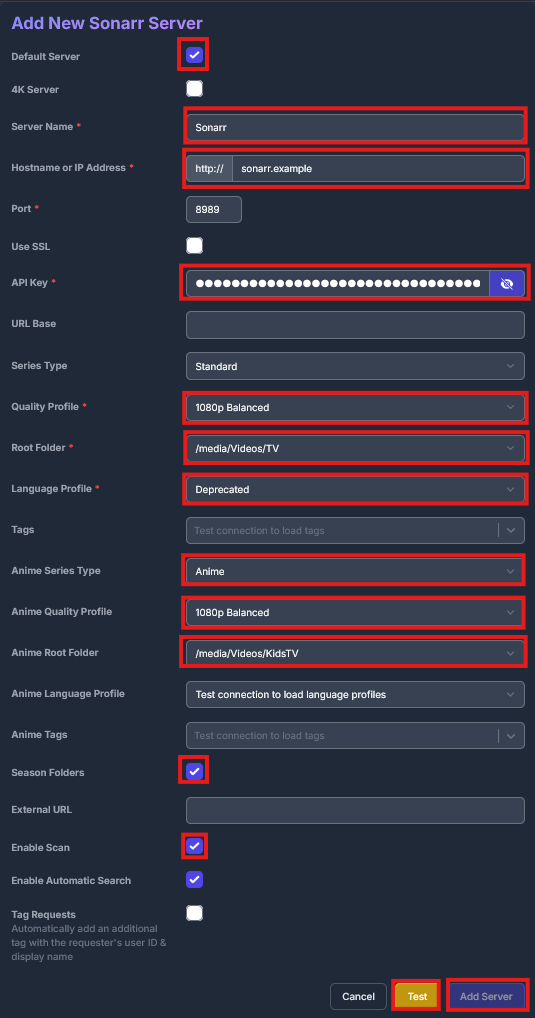 Add New Sonarr Server
Default Server
4K Server
Server Name *
Sonarr
Hostname or IP Address *
http:// sonarr.example
Port *
8989
Use SSL
API Key *
●●●●●●●●●●●●●●●●●●●●●●●●●●●●●●●●
URL Base
Series Type
Standard
Quality Profile *
1080p Balanced
Root Folder *
/media/Videos/TV
Language Profile *
Deprecated
Tags
Test connection to load tags
Anime Series Type
Anime
Anime Quality Profile
1080p Balanced
Anime Root Folder
/media/Videos/KidsTV
Anime Language Profile
Test connection to load language profiles
Anime Tags
Test connection to load tags
Season Folders
External URL
Enable Scan
Enable Automatic Search
Tag Requests
Automatically add an additional
tag with the requester's user ID &
display name
Cancel
Test
Add Server